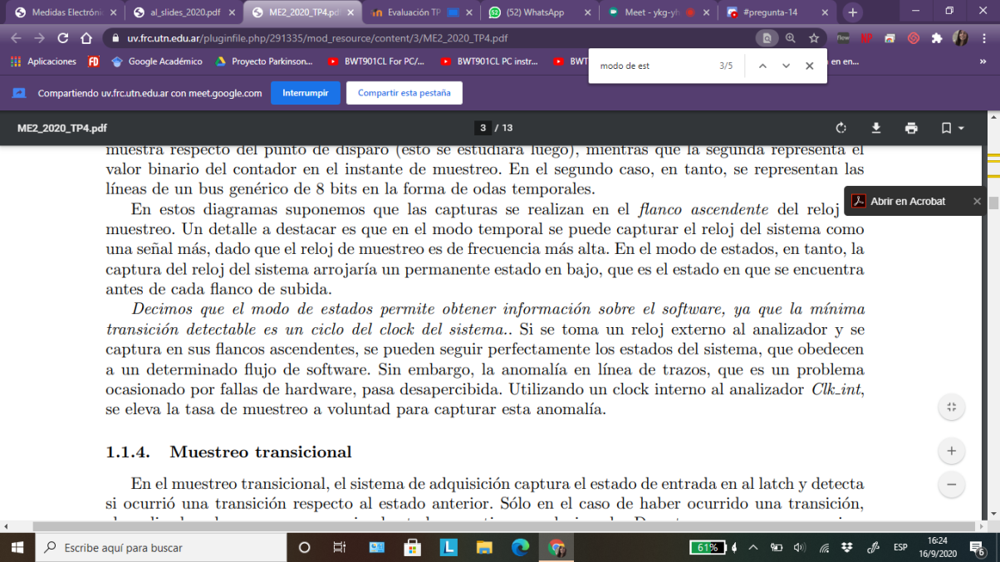 Medidas Electróni
al_slides_2020.pdf
ME2_2020_TP4.pd
Evaluación TP
(52) WhatsApp
Meet - ykg-yh
#pregunta-14
uv.frc.utn.edu.ar/pluginfile.php/291335/mod_resource/content/3/ME2_2020_TP4.pdf
Aplicaciones
Google Académico
Proyecto Parkinson...
BWT901CL For PC/...
BWT901CL PC instr...
BWT
en en...
»
modo de est
3/5
Compartiendo uv.frc.utn.edu.ar con meet.google.com
Interrumpir
Compartir esta pestaña
ME2_2020_TP4.pdf
3 / 13
Abrir en Acrobat
muestra respecto del punto de disparo (esto se estudiará luego), mientras que la segunda representa el
valor binario del contador en el instante de muestreo. En el segundo caso, en tanto, se representan las
líneas de un bus genérico de 8 bits en la forma de odas temporales.
En estos diagramas suponemos que las capturas se realizan en el flanco ascendente del reloj
muestreo. Un detalle a destacar es que en el modo temporal se puede capturar el reloj del sistema como
una señal más, dado que el reloj de muestreo es de frecuencia más alta. En el modo de estados, en tanto, la
captura del reloj del sistema arrojaría un permanente estado en bajo, que es el estado en que se encuentra
antes de cada flanco de subida.
Decimos que el modo de estados permite obtener información sobre el software, ya que la mínima
transición detectable es un ciclo del clock del sistema.. Si se toma un reloj externo al analizador y se
captura en sus flancos ascendentes, se pueden seguir perfectamente los estados del sistema, que obedecen
a un determinado flujo de software. Sin embargo, la anomalía en línea de trazos, que es un problema
ocasionado por fallas de hardware, pasa desapercibida. Utilizando un clock interno al analizador Clk_int,
se eleva la tasa de muestreo a voluntad para capturar esta anomalía.
1.1.4. Muestreo transicional
En el muestreo transicional, el sistema de adquisición captura el estado de entrada en al latch y detecta
si ocurrió una transición respecto al estado anterior. Sólo en el caso de haber ocurrido una transición,
Escribe aquí para buscar
61%
ESP
16:24
16/9/2020
6